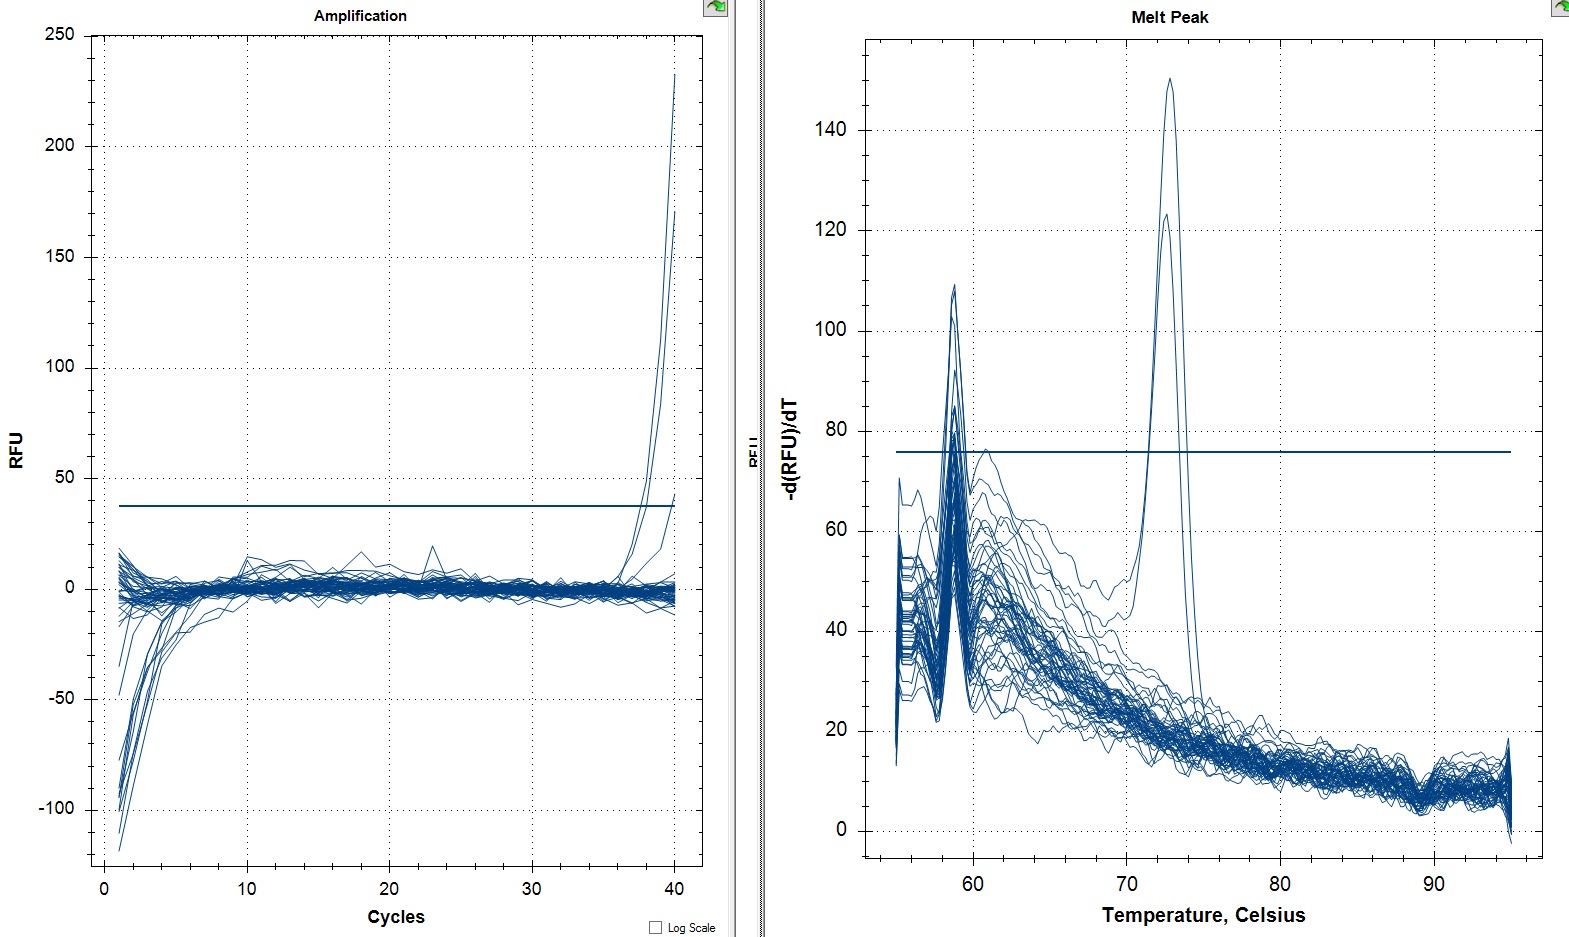 Amplification
250
200
150
100
50
0
-50
-100
RFU
0 10 20 30 40
Cycles
Log Scale
RFU
Melt Peak
140
120
100
80
60
40
20
0
-d(RFU)/dT
60 70 80 90
Temperature, Celsius